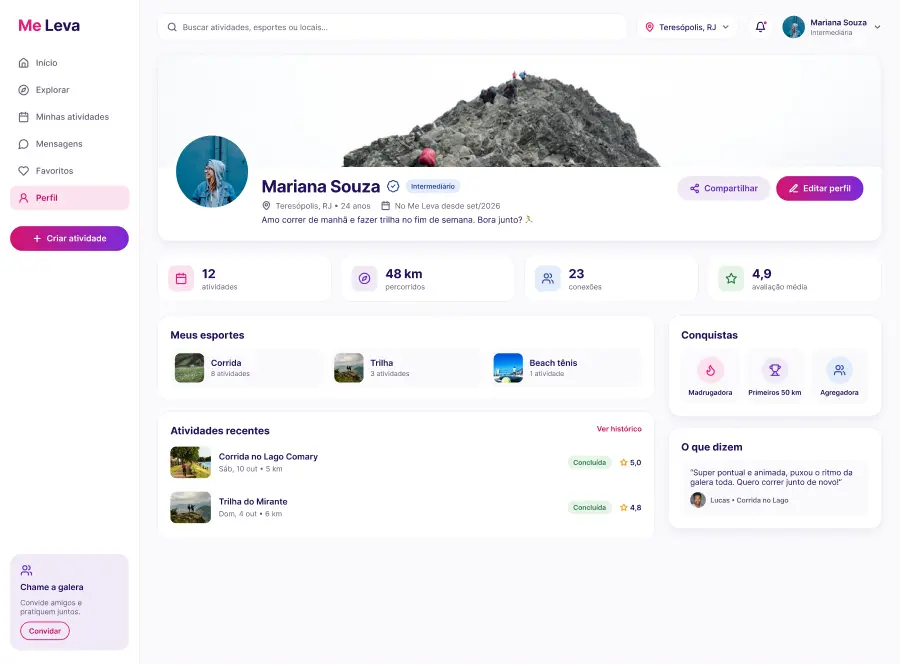 Me Leva
Início
Explorar
Minhas atividades
Mensagens
Favoritos
Perfil
+ Criar atividade
Chame a galera
Convide amigos e
pratiquem juntos.
Convidar
Buscar atividades, esportes ou locais...
Teresópolis, RJ
Mariana Souza
Intermediária
Mariana Souza
Intermediário
Teresópolis, RJ • 24 anos
No Me Leva desde set/2026
Amo correr de manhã e fazer trilha no fim de semana. Bora junto? 🏃
Compartilhar
Editar perfil
12
atividades
48 km
percorridos
23
conexões
4,9
avaliação média
Meus esportes
Corrida
8 atividades
Trilha
3 atividades
Beach tênis
1 atividade
Atividades recentes
Ver histórico
Corrida no Lago Comary
Sáb, 10 out • 5 km
Concluída
5,0
Trilha do Mirante
Dom, 4 out • 6 km
Concluída
4,8
Conquistas
Madrugadora
Primeiros 50 km
Agregadora
O que dizem
"Super pontual e animada, puxou o ritmo da
galera toda. Quero correr junto de novo!"
Lucas • Corrida no Lago